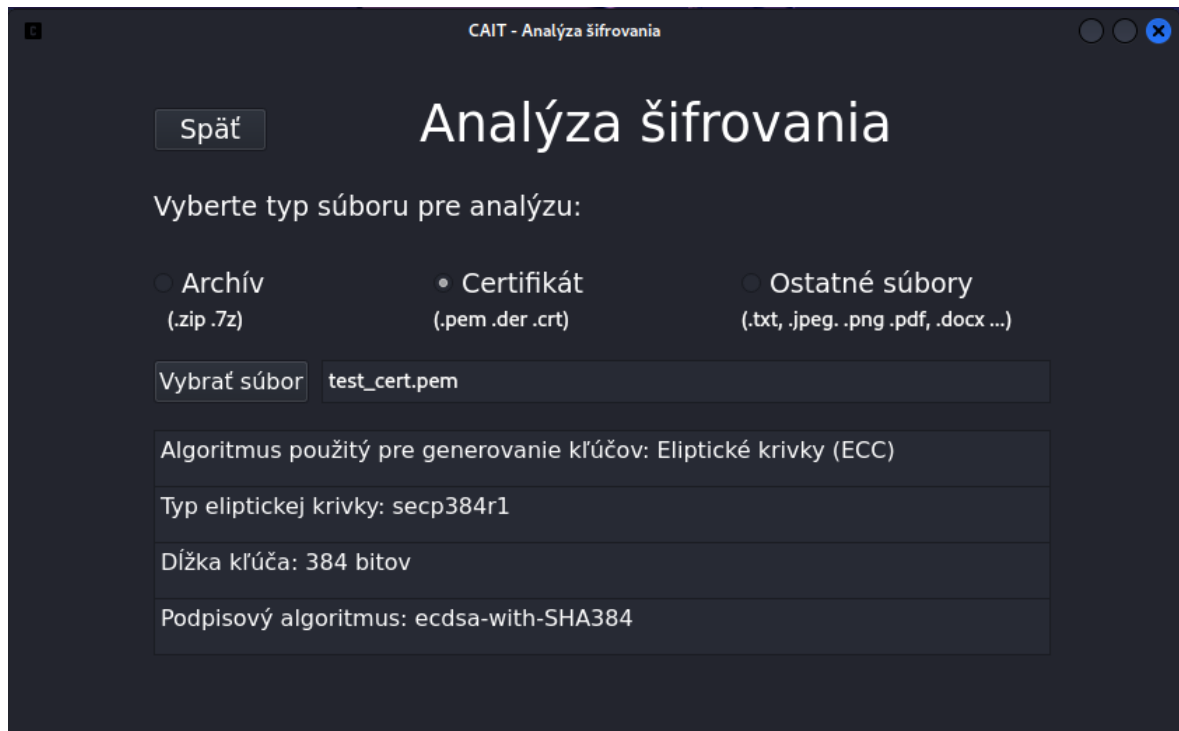 CAIT - Analýza šifrovania
Späť
Analýza šifrovania
Vyberte typ súboru pre analýzu:
Archív
Certifikát
Ostatné súbory
(.zip .7z)
(.pem .der .crt)
(.txt, .jpeg. .png .pdf, .docx ...)
Vybrať súbor
test_cert.pem
Algoritmus použitý pre generovanie kľúčov: Eliptické krivky (ECC)
Typ eliptickej krivky: secp384r1
Dĺžka kľúča: 384 bitov
Podpisový algoritmus: ecdsa-with-SHA384